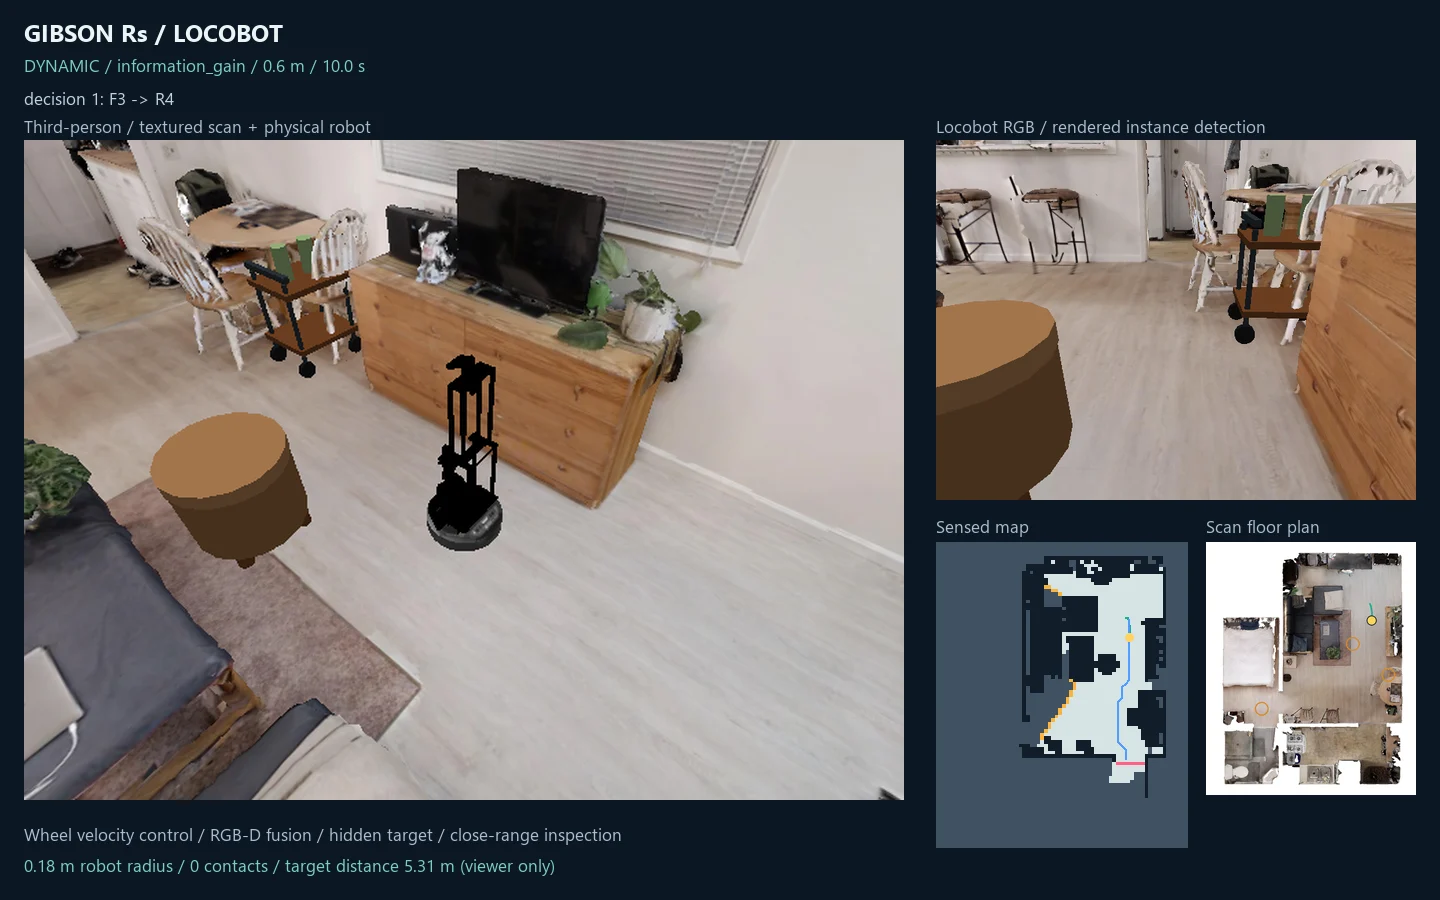 GIBSON Rs / LOCOBOT
DYNAMIC / information_gain / 0.6 m / 10.0 s
decision 1: F3 -> R4
Third-person / textured scan + physical robot
Locobot RGB / rendered instance detection
Sensed map
Scan floor plan
Wheel velocity control / RGB-D fusion / hidden target / close-range inspection
0.18 m robot radius / 0 contacts / target distance 5.31 m (viewer only)